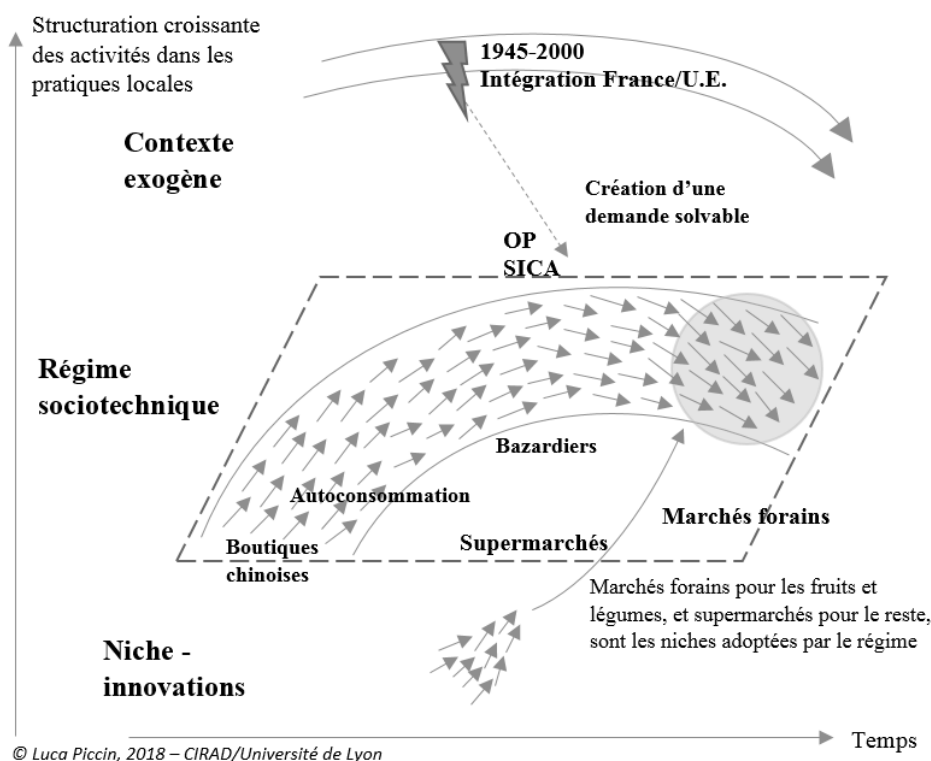 Structuration croissante
des activités dans les
pratiques locales
1945-2000
Intégration France/U.E.
Contexte
exogène
Création d’une
demande solvable
OP
SICA
Régime
sociotechnique
Bazardiers
Autoconsommation
Marchés forains
Supermarchés
Boutiques
chinoises
Marchés forains pour les fruits et
légumes, et supermarchés pour le reste,
sont les niches adoptées par le régime
Niche -
innovations
Temps
© Luca Piccin, 2018 – CIRAD/Université de Lyon